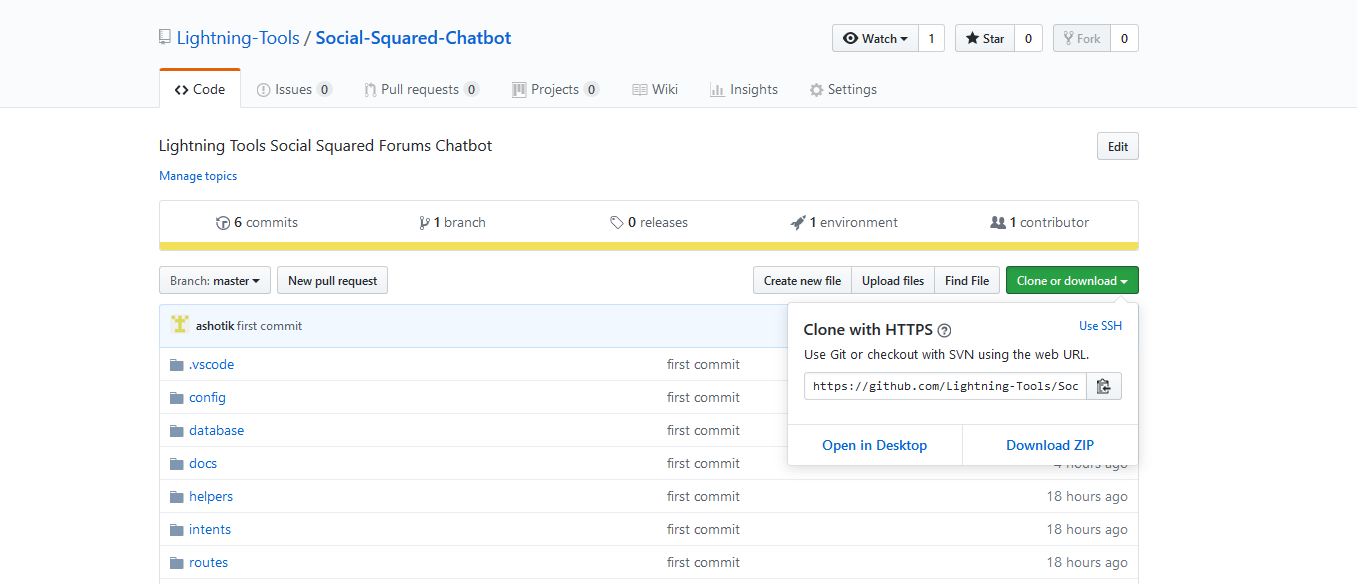 Lightning-Tools / Social-Squared-Chatbot
Watch 1 Star 0 Fork 0
Code Issues 0 Pull requests 0 Projects 0 Wiki Insights Settings
Lightning Tools Social Squared Forums Chatbot Edit
Manage topics
6 commits 1 branch 0 releases 1 environment 1 contributor
Branch: master New pull request Create new file Upload files Find File Clone or download
ashotik first commit
Clone with HTTPS Use SSH
Use Git or checkout with SVN using the web URL.
https://github.com/Lightning-Tools/Soc
Open in Desktop Download ZIP
.vscode first commit
config first commit
database first commit
docs first commit 4 hours ago
helpers first commit 18 hours ago
intents first commit 18 hours ago
routes first commit 18 hours ago